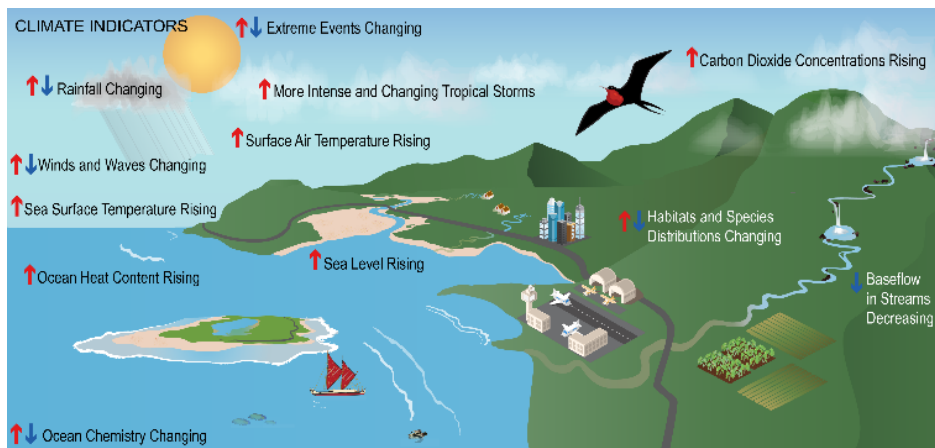 CLIMATE INDICATORS
Extreme Events Changing
Carbon Dioxide Concentrations Rising
Rainfall Changing
More Intense and Changing Tropical Storms
Surface Air Temperature Rising
Winds and Waves Changing
Sea Surface Temperature Rising
Habitats and Species
Distributions Changing
Sea Level Rising
Ocean Heat Content Rising
Baseflow
in Streams
Decreasing
Ocean Chemistry Changing